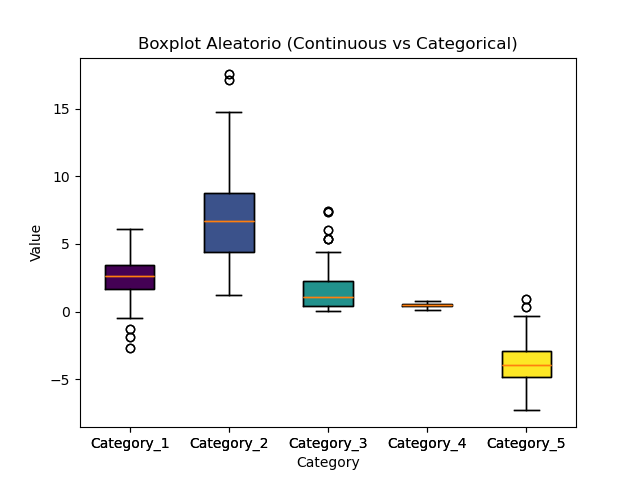 Boxplot Aleatorio (Continuous vs Categorical)
Value
15
10
5
0
−5
Category_1 Category_2 Category_3 Category_4 Category_5
Category